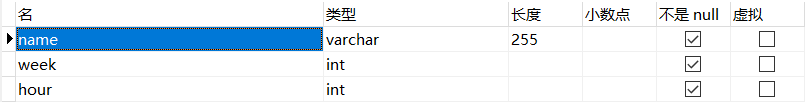 名 类型 长度 小数点 不是 null 虚拟
name varchar 255
week int
hour int